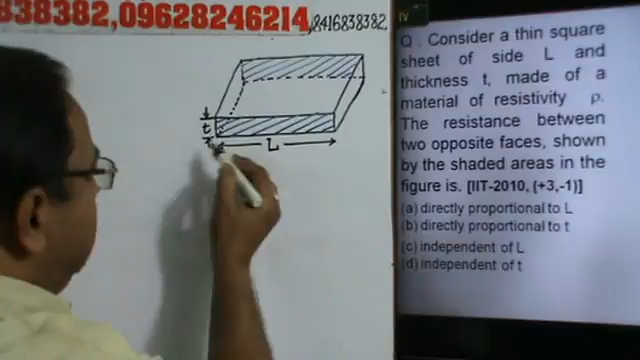 838382,09628246214,8416838382,
IV
Q . Consider a thin square
sheet of side L and
thickness t, made of a
material of resistivity ρ.
The resistance between
two opposite faces, shown
by the shaded areas in the
figure is. [IIT-2010, (+3,-1)]
(a) directly proportional to L
(b) directly proportional to t
(c) independent of L
(d) independent of t
t
L